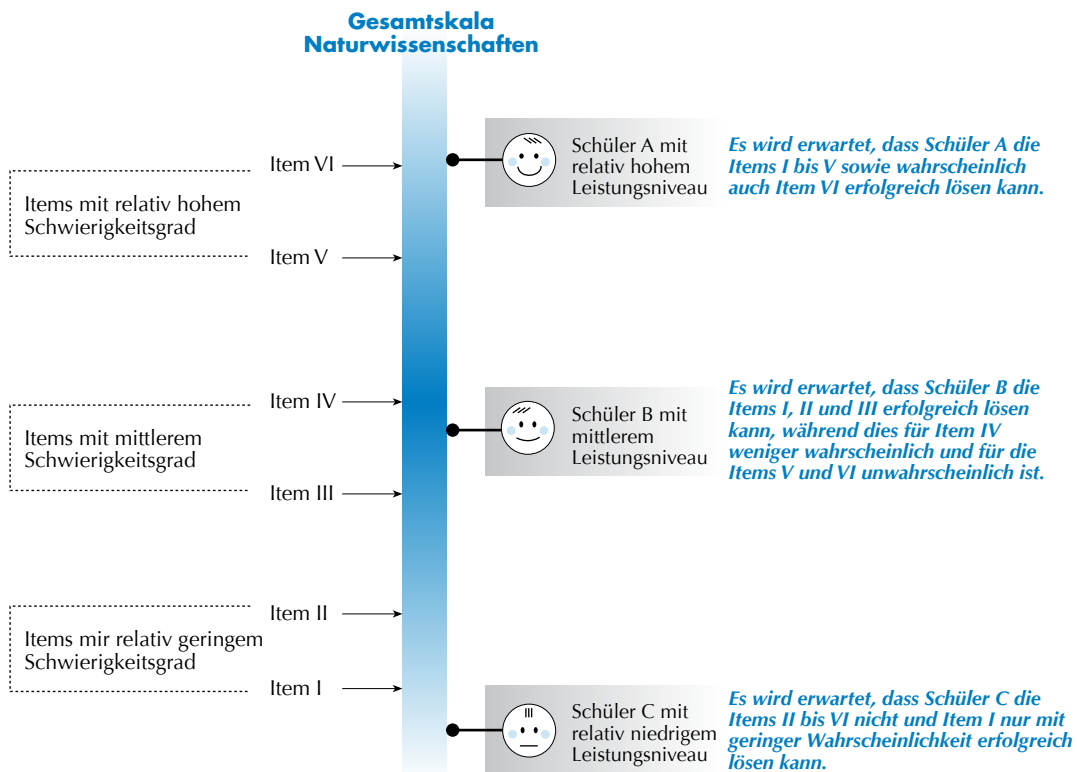 Gesamtskala
Naturwissenschaften
Item VI
Items mit relativ hohem
Schwierigkeitsgrad
Item V
Schüler A mit
relativ hohem
Leistungsniveau
Es wird erwartet, dass Schüler A die
Items I bis V sowie wahrscheinlich
auch Item VI erfolgreich lösen kann.
Item IV
Items mit mittlerem
Schwierigkeitsgrad
Item III
Schüler B mit
mittlerem
Leistungsniveau
Es wird erwartet, dass Schüler B die
Items I, II und III erfolgreich lösen
kann, während dies für Item IV
weniger wahrscheinlich und für die
Items V und VI unwahrscheinlich ist.
Item II
Items mir relativ geringem
Schwierigkeitsgrad
Item I
Schüler C mit
relativ niedrigem
Leistungsniveau
Es wird erwartet, dass Schüler C die
Items II bis VI nicht und Item I nur mit
geringer Wahrscheinlichkeit erfolgreich
lösen kann.